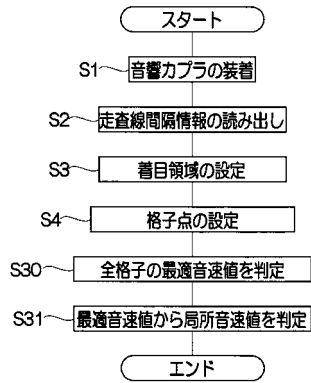 スタート
S1 音響カプラの装着
S2 走査線間隔情報の読み出し
S3 着目領域の設定
S4 格子点の設定
S30 全格子の最適音速値を判定
S31 最適音速値から局所音速値を判定
エンド